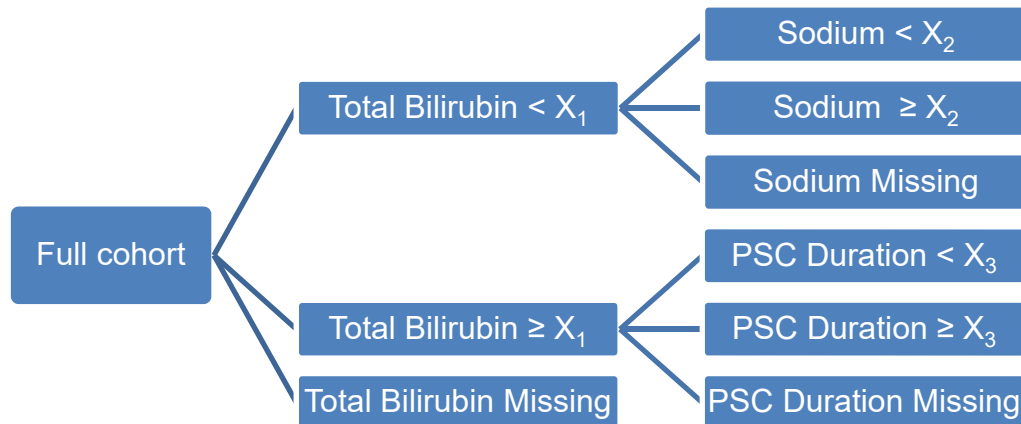 Full cohort
Total Bilirubin < X₁
Total Bilirubin ≥ X₁
Total Bilirubin Missing
Sodium < X₂
Sodium ≥ X₂
Sodium Missing
PSC Duration < X₃
PSC Duration ≥ X₃
PSC Duration Missing